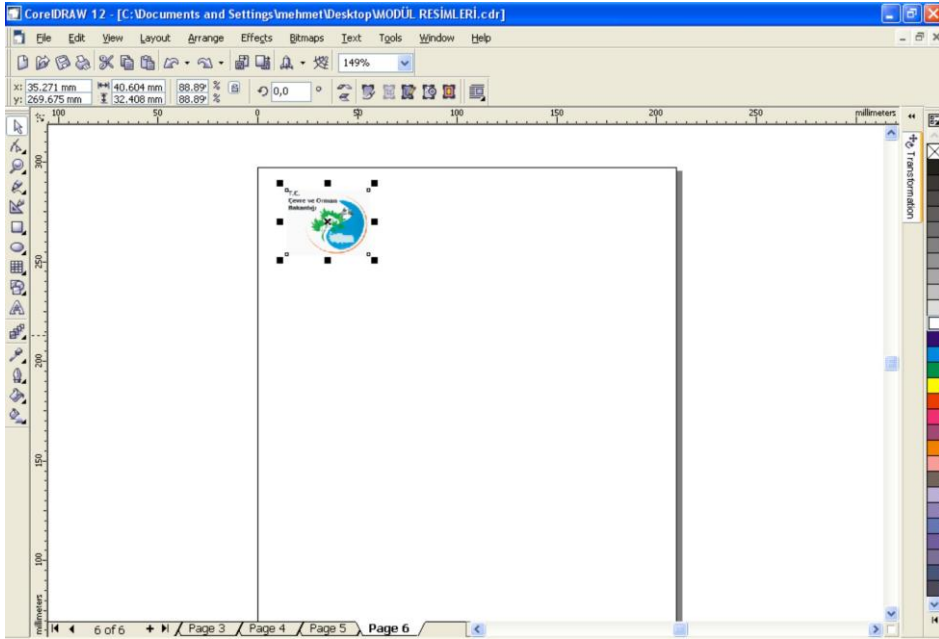 CorelDRAW 12 - [C:\Documents and Settings\mehmet\Desktop\MODÜL RESİMLERİ.cdr]
File Edit View Layout Arrange Effects Bitmaps Text Tools Window Help
149%
x: 35.271 mm 40.604 mm 88.89 % 0,0 °
y: 269.675 mm 32.408 mm 88.89 %
100 50 0 50 100 150 200 250 millimeters
300
250
200
150
100
millimeters
T.C.
Çevre ve Orman
Bakanlığı
Transformation
6 of 6 Page 3 Page 4 Page 5 Page 6